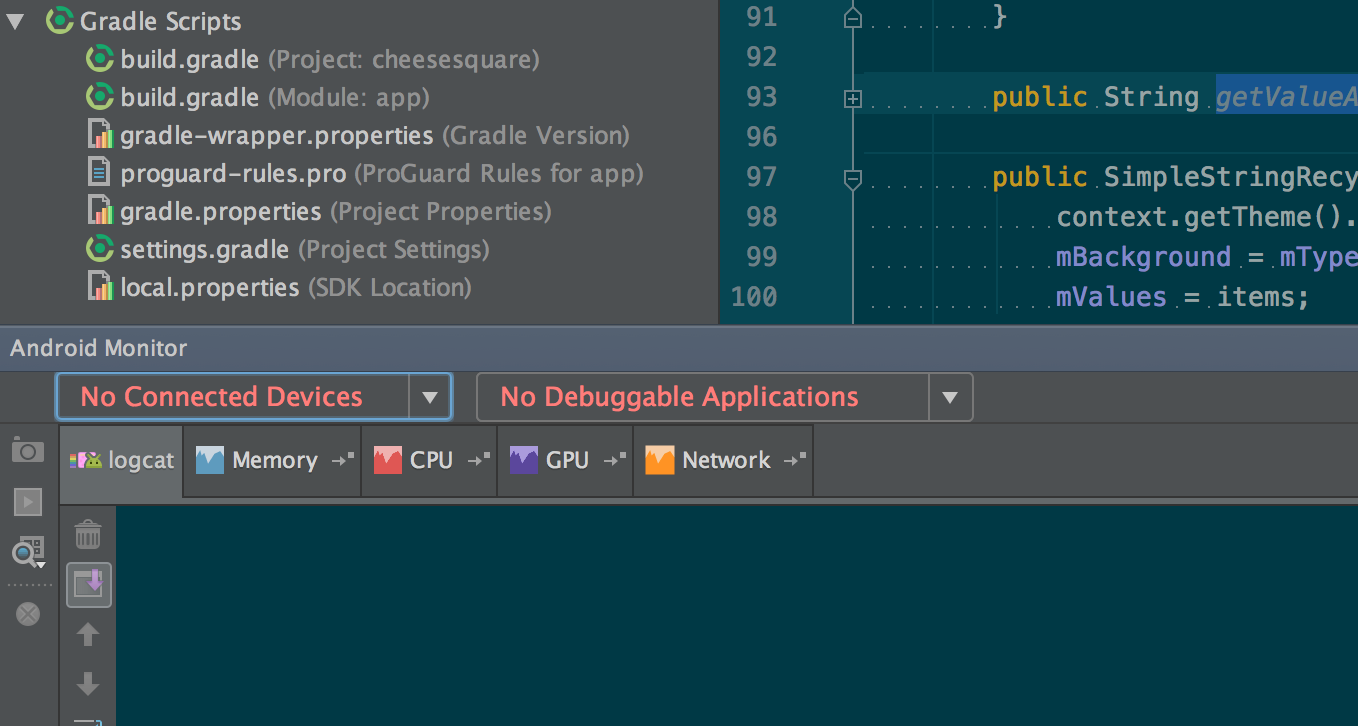 Gradle Scripts
build.gradle (Project: cheesesquare)
build.gradle (Module: app)
gradle-wrapper.properties (Gradle Version)
proguard-rules.pro (ProGuard Rules for app)
gradle.properties (Project Properties)
settings.gradle (Project Settings)
local.properties (SDK Location)
91 }
92
93 public String getValueA
96
97 public SimpleStringRecy
98 context.getTheme().
99 mBackground = mType
100 mValues = items;
Android Monitor
No Connected Devices No Debuggable Applications
logcat Memory CPU GPU Network